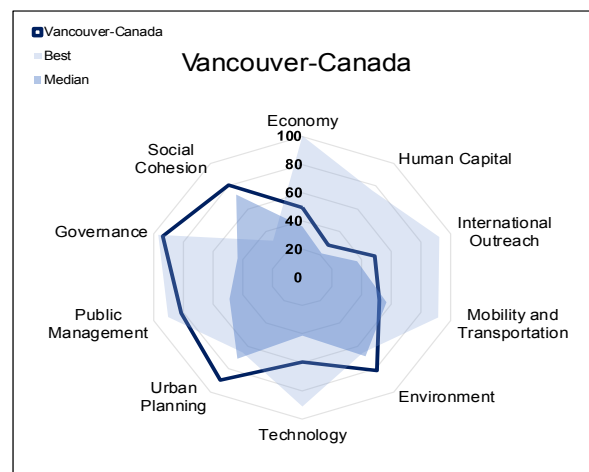 Vancouver-Canada
Best
Median
Vancouver-Canada
Economy
Human Capital
International
Outreach
Mobility and
Transportation
Environment
Technology
Urban
Planning
Public
Management
Governance
Social
Cohesion
100
80
60
40
20
0